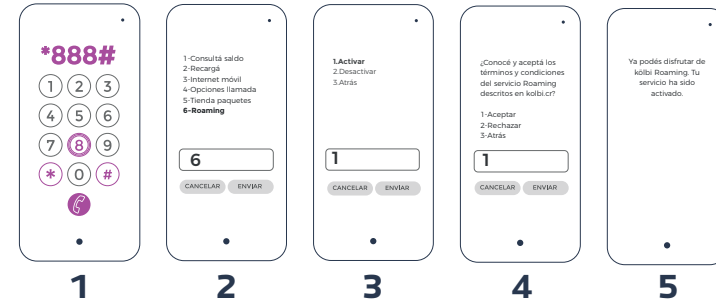 *888#
1 2 3
4 5 6
7 8 9
* 0 #
1
1-Consultá saldo
2-Recargá
3-Internet móvil
4-Opciones llamada
5-Tienda paquetes
6-Roaming
6
CANCELAR ENVIAR
2
1.Activar
2.Desactivar
3.Atrás
1
CANCELAR ENVIAR
3
¿Conocé y aceptá los
términos y condiciones
del servicio Roaming
descritos en kolbi.cr?
1-Aceptar
2-Rechazar
3-Atrás
1
CANCELAR ENVIAR
4
Ya podés disfrutar de
kölbi Roaming. Tu
servicio ha sido
activado.
5